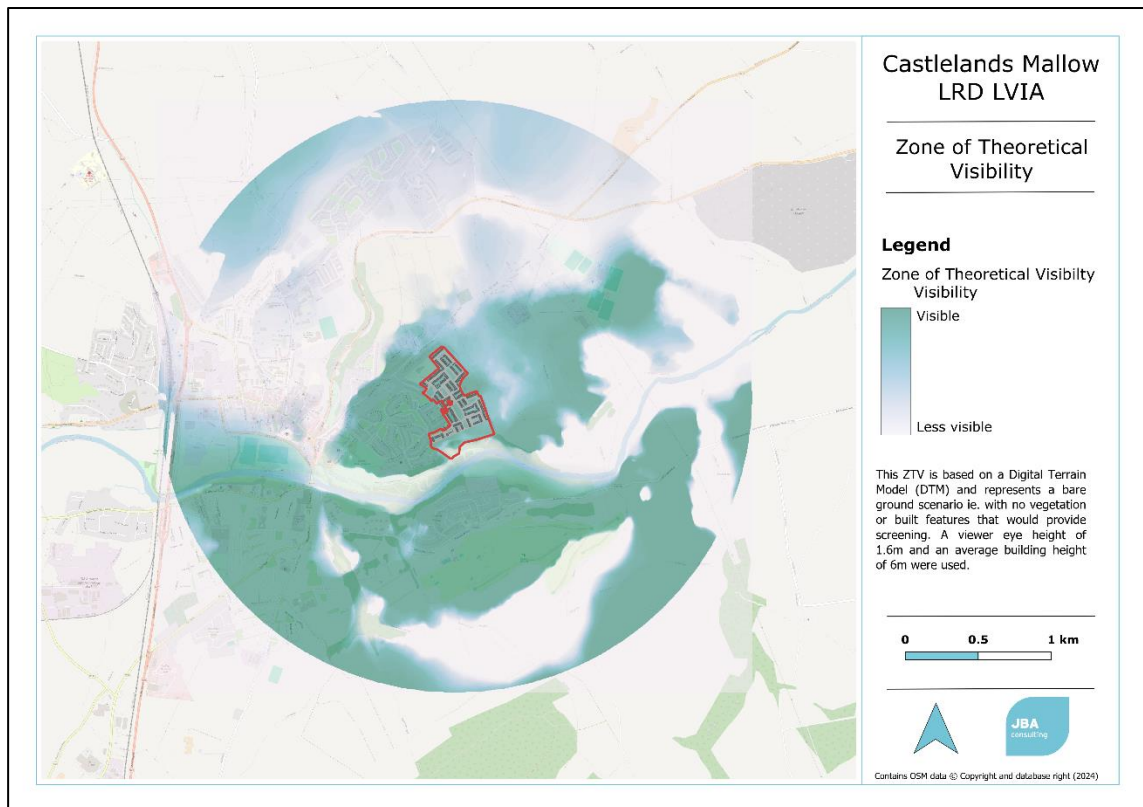 Castlelands Mallow
LRD LVIA
Zone of Theoretical
Visibility
Legend
Zone of Theoretical Visibilty
Visibility
Visible
Less visible
This ZTV is based on a Digital Terrain
Model (DTM) and represents a bare
ground scenario ie. with no vegetation
or built features that would provide
screening. A viewer eye height of
1.6m and an average building height
of 6m were used.
0 0.5 1 km
JBA
consulting
Contains OSM data © Copyright and database right (2024)